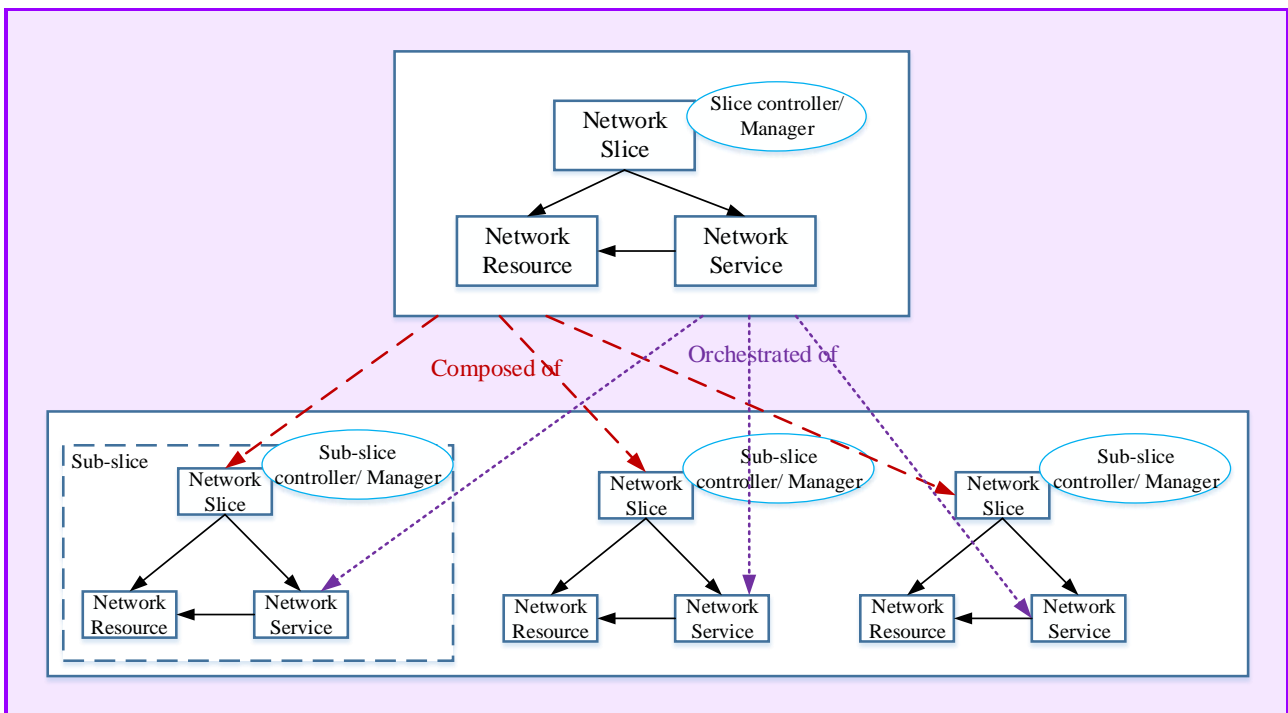 Network
Slice
Slice controller/
Manager
Network
Resource
Network
Service
Composed of
Orchestrated of
Sub-slice
Network
Slice
Sub-slice
controller/ Manager
Network
Resource
Network
Service
Network
Slice
Sub-slice
controller/ Manager
Network
Resource
Network
Service
Network
Slice
Sub-slice
controller/ Manager
Network
Resource
Network
Service